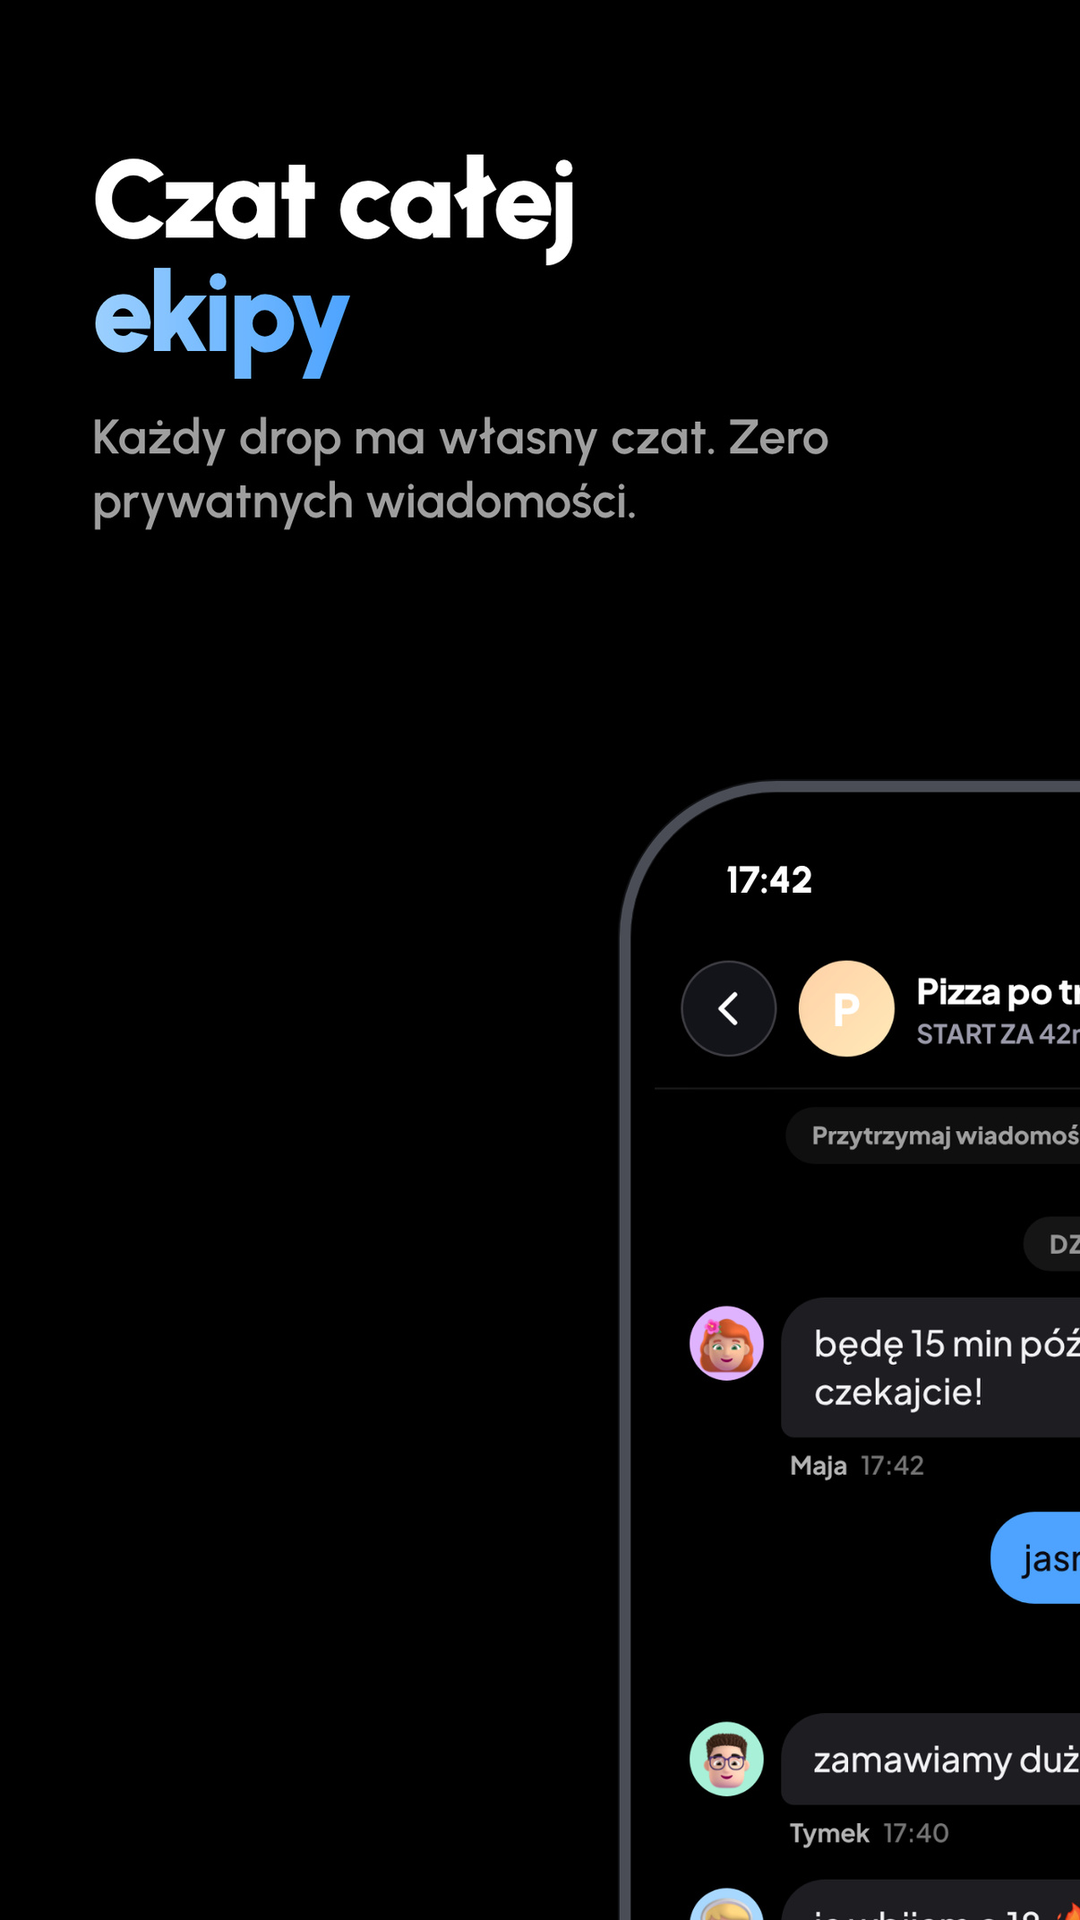 Czat całej
ekipy
Każdy drop ma własny czat. Zero
prywatnych wiadomości.
17:42
P
Pizza po
START ZA
Przytrzymaj
będę 15 min
czekajcie!
Maja 17:42
zamawiamy
Tymek 17:40